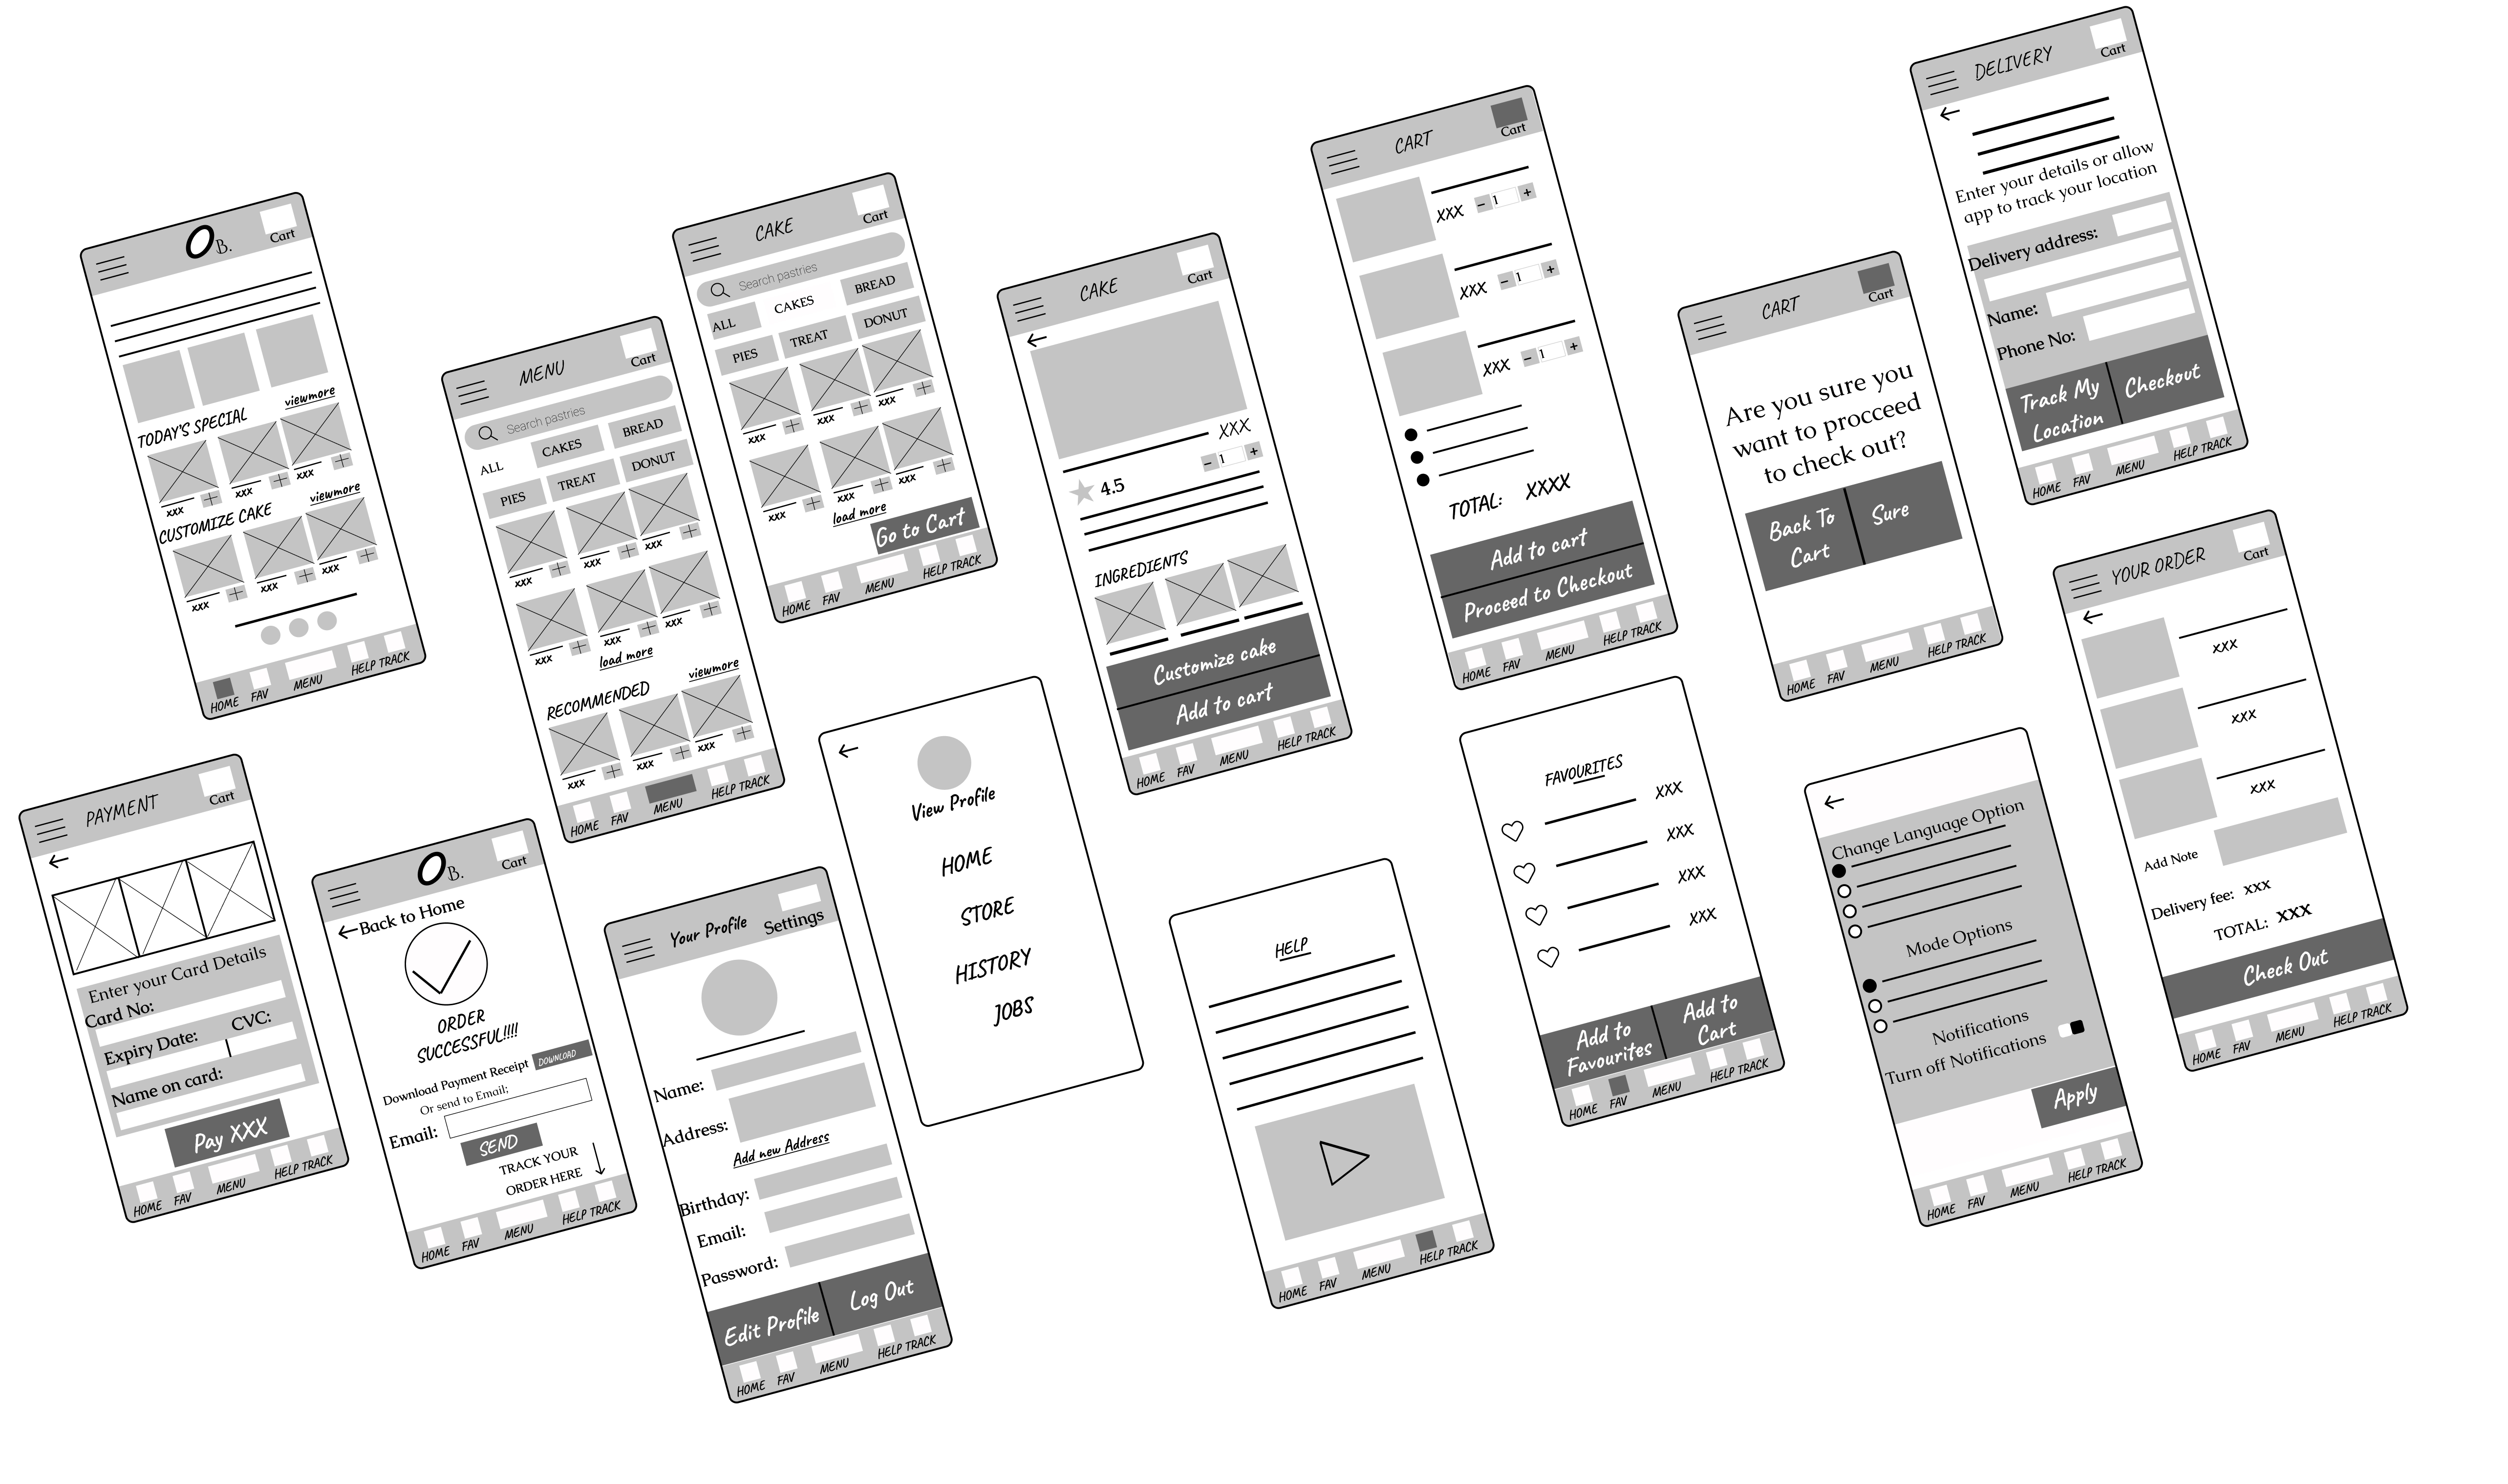 O B.
Cart
TODAY'S SPECIAL
viewmore
xxx xxx xxx
CUSTOMIZE CAKE
viewmore
xxx xxx xxx
HOME FAV MENU HELP TRACK
MENU
Cart
Search pastries
ALL CAKES BREAD
PIES TREAT DONUT
xxx xxx xxx
xxx xxx xxx
load more
RECOMMENDED
viewmore
xxx xxx xxx
HOME FAV MENU HELP TRACK
CAKE
Cart
Search pastries
ALL CAKES BREAD
PIES TREAT DONUT
xxx xxx xxx
xxx xxx xxx
load more
Go to Cart
HOME FAV MENU HELP TRACK
CAKE
Cart
XXX
4.5
- 1 +
INGREDIENTS
Customize cake
Add to cart
HOME FAV MENU HELP TRACK
CART
Cart
XXX - 1 +
XXX - 1 +
XXX - 1 +
TOTAL: XXXX
Add to cart
Proceed to Checkout
HOME FAV MENU HELP TRACK
CART
Cart
Are you sure you
want to procceed
to check out?
Back To
Cart
Sure
HOME FAV MENU HELP TRACK
DELIVERY
Cart
Enter your details or allow
app to track your location
Delivery address:
Name:
Phone No:
Track My
Location
Checkout
HOME FAV MENU HELP TRACK
YOUR ORDER
Cart
XXX
XXX
XXX
Add Note
Delivery fee: XXX
TOTAL: XXX
Check Out
HOME FAV MENU HELP TRACK
PAYMENT
Cart
Enter your Card Details
Card No:
Expiry Date: CVC:
Name on card:
Pay XXX
HOME FAV MENU HELP TRACK
O B.
Cart
Back to Home
ORDER
SUCCESSFUL!!!!
Download Payment Receipt DOWNLOAD
Or send to Email;
Email:
SEND
TRACK YOUR
ORDER HERE
HOME FAV MENU HELP TRACK
Your Profile
Settings
Name:
Address:
Add new Address
Birthday:
Email:
Password:
Edit Profile Log Out
HOME FAV MENU HELP TRACK
View Profile
HOME
STORE
HISTORY
JOBS
HELP
HOME FAV MENU HELP TRACK
FAVOURITES
XXX
XXX
XXX
XXX
Add to
Favourites
Add to
Cart
HOME FAV MENU HELP TRACK
Change Language Option
Mode Options
Notifications
Turn off Notifications
Apply
HOME FAV MENU HELP TRACK